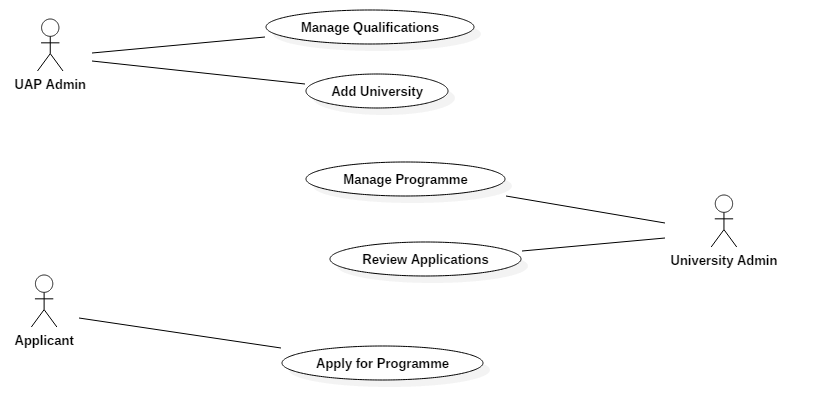 Manage Qualifications
UAP Admin
Add University
Manage Programme
Review Applications
University Admin
Applicant
Apply for Programme